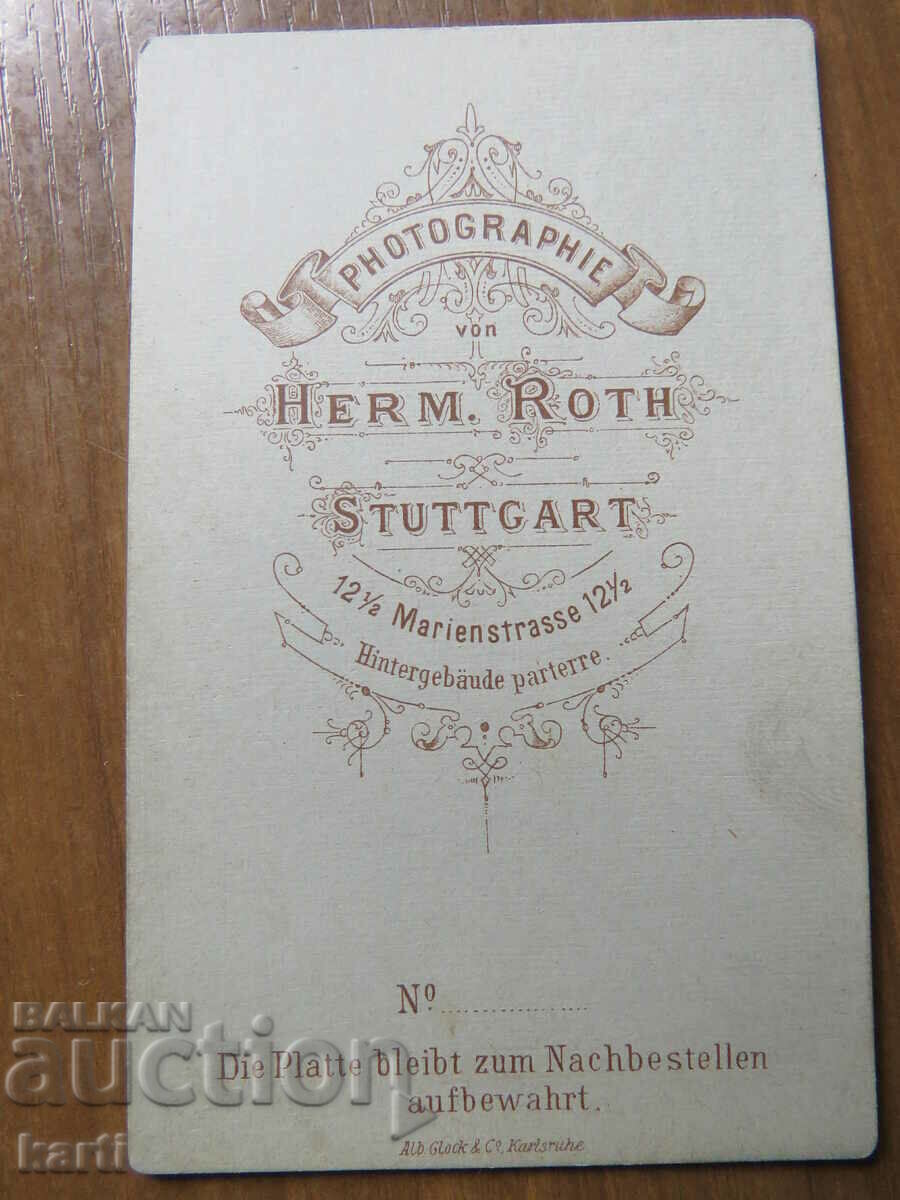 PHOTOGRAPHIE
von
HERM. ROTH
STUTTGART
12½ Marienstrasse 12½
Hintergebäude parterre.
Nº ..................
Die Platte bleibt zum Nachbestellen
aufbewahrt.
Alb. Glock & Cº, Karlsruhe
BALKAN
auction
karti